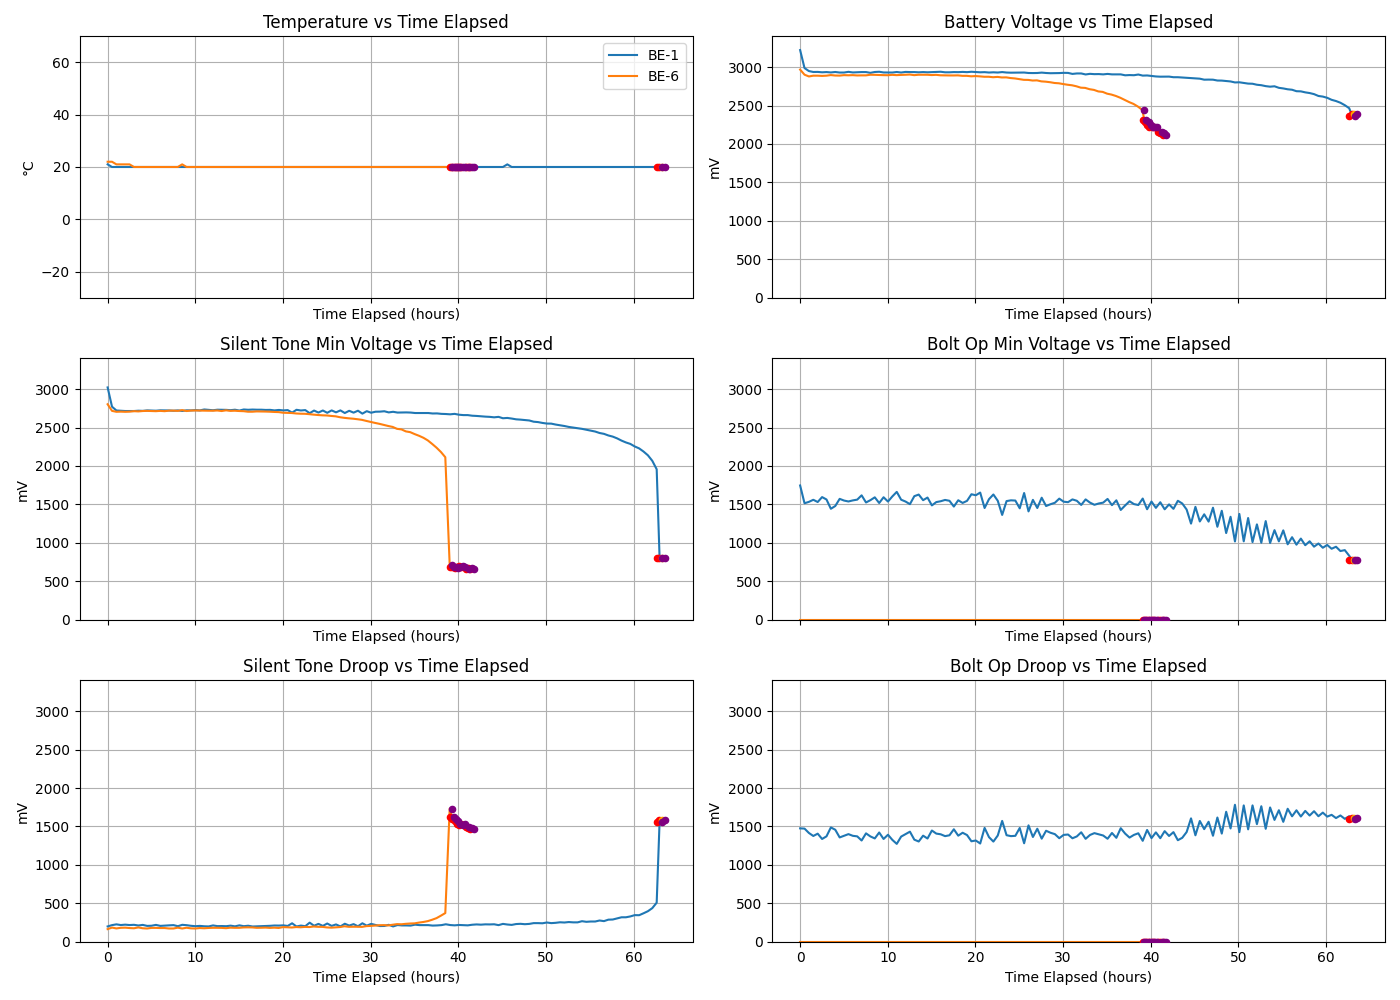 Temperature vs Time Elapsed
60
40
20
0
−20
°C
BE-1
BE-6
Time Elapsed (hours)
Battery Voltage vs Time Elapsed
3000
2500
2000
1500
1000
500
0
mV
Time Elapsed (hours)
Silent Tone Min Voltage vs Time Elapsed
3000
2500
2000
1500
1000
500
0
mV
Time Elapsed (hours)
Bolt Op Min Voltage vs Time Elapsed
3000
2500
2000
1500
1000
500
0
mV
Time Elapsed (hours)
Silent Tone Droop vs Time Elapsed
3000
2500
2000
1500
1000
500
0
mV
0 10 20 30 40 50 60
Time Elapsed (hours)
Bolt Op Droop vs Time Elapsed
3000
2500
2000
1500
1000
500
0
mV
0 10 20 30 40 50 60
Time Elapsed (hours)